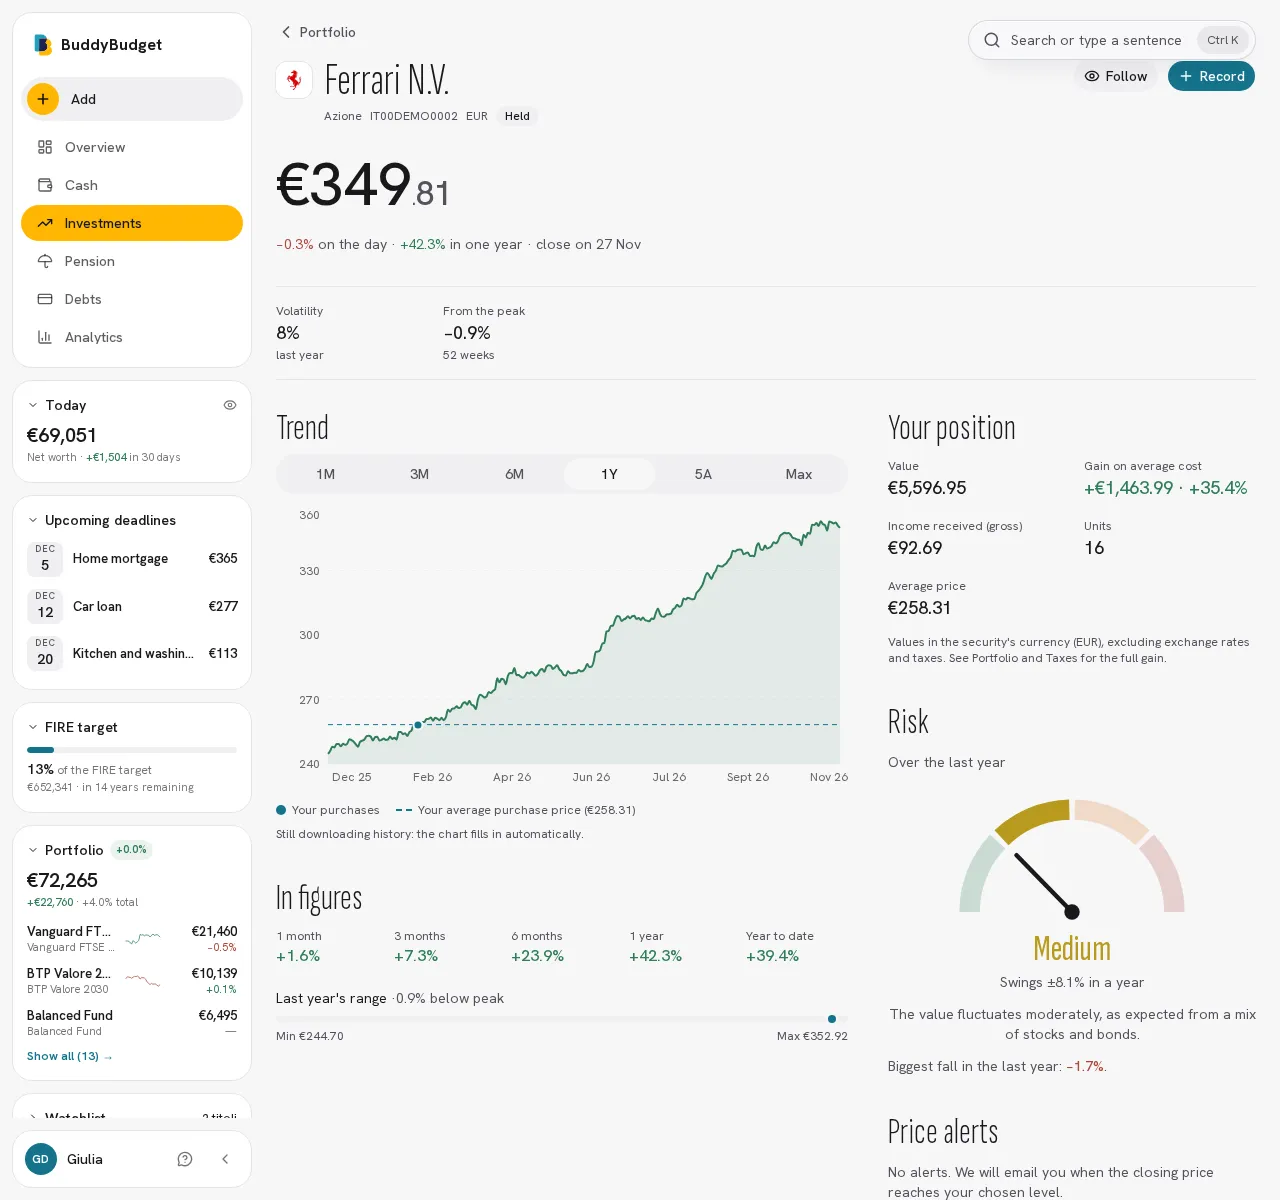 BuddyBudget
Add
Overview
Cash
Investments
Pension
Debts
Analytics
Today
€69,051
Net worth · +€1,504 in 30 days
Upcoming deadlines
DEC
5
Home mortgage
€365
DEC
12
Car loan
€277
DEC
20
Kitchen and washin...
€113
FIRE target
13% of the FIRE target
€652,341 · in 14 years remaining
Portfolio +0.0%
€72,265
+€22,760 · +4.0% total
Vanguard FT...
€21,460
Vanguard FTSE ...
−0.5%
BTP Valore 2...
€10,139
BTP Valore 2030
+0.1%
Balanced Fund
€6,495
Balanced Fund
—
Show all (13) →
Watchlist
2 titoli
GD
Giulia
Portfolio
Search or type a sentence
Ctrl K
Ferrari N.V.
Follow
Record
Azione IT00DEMO0002 EUR Held
€349.81
−0.3% on the day · +42.3% in one year · close on 27 Nov
Volatility
8%
last year
From the peak
−0.9%
52 weeks
Trend
1M 3M 6M 1Y 5A Max
360
330
300
270
240
Dec 25 Feb 26 Apr 26 Jun 26 Jul 26 Sept 26 Nov 26
Your purchases
Your average purchase price (€258.31)
Still downloading history: the chart fills in automatically.
In figures
1 month
+1.6%
3 months
+7.3%
6 months
+23.9%
1 year
+42.3%
Year to date
+39.4%
Last year's range ·0.9% below peak
Min €244.70
Max €352.92
Your position
Value
€5,596.95
Gain on average cost
+€1,463.99 · +35.4%
Income received (gross)
€92.69
Units
16
Average price
€258.31
Values in the security's currency (EUR), excluding exchange rates
and taxes. See Portfolio and Taxes for the full gain.
Risk
Over the last year
Medium
Swings ±8.1% in a year
The value fluctuates moderately, as expected from a mix
of stocks and bonds.
Biggest fall in the last year: −1.7%.
Price alerts
No alerts. We will email you when the closing price
reaches your chosen level.